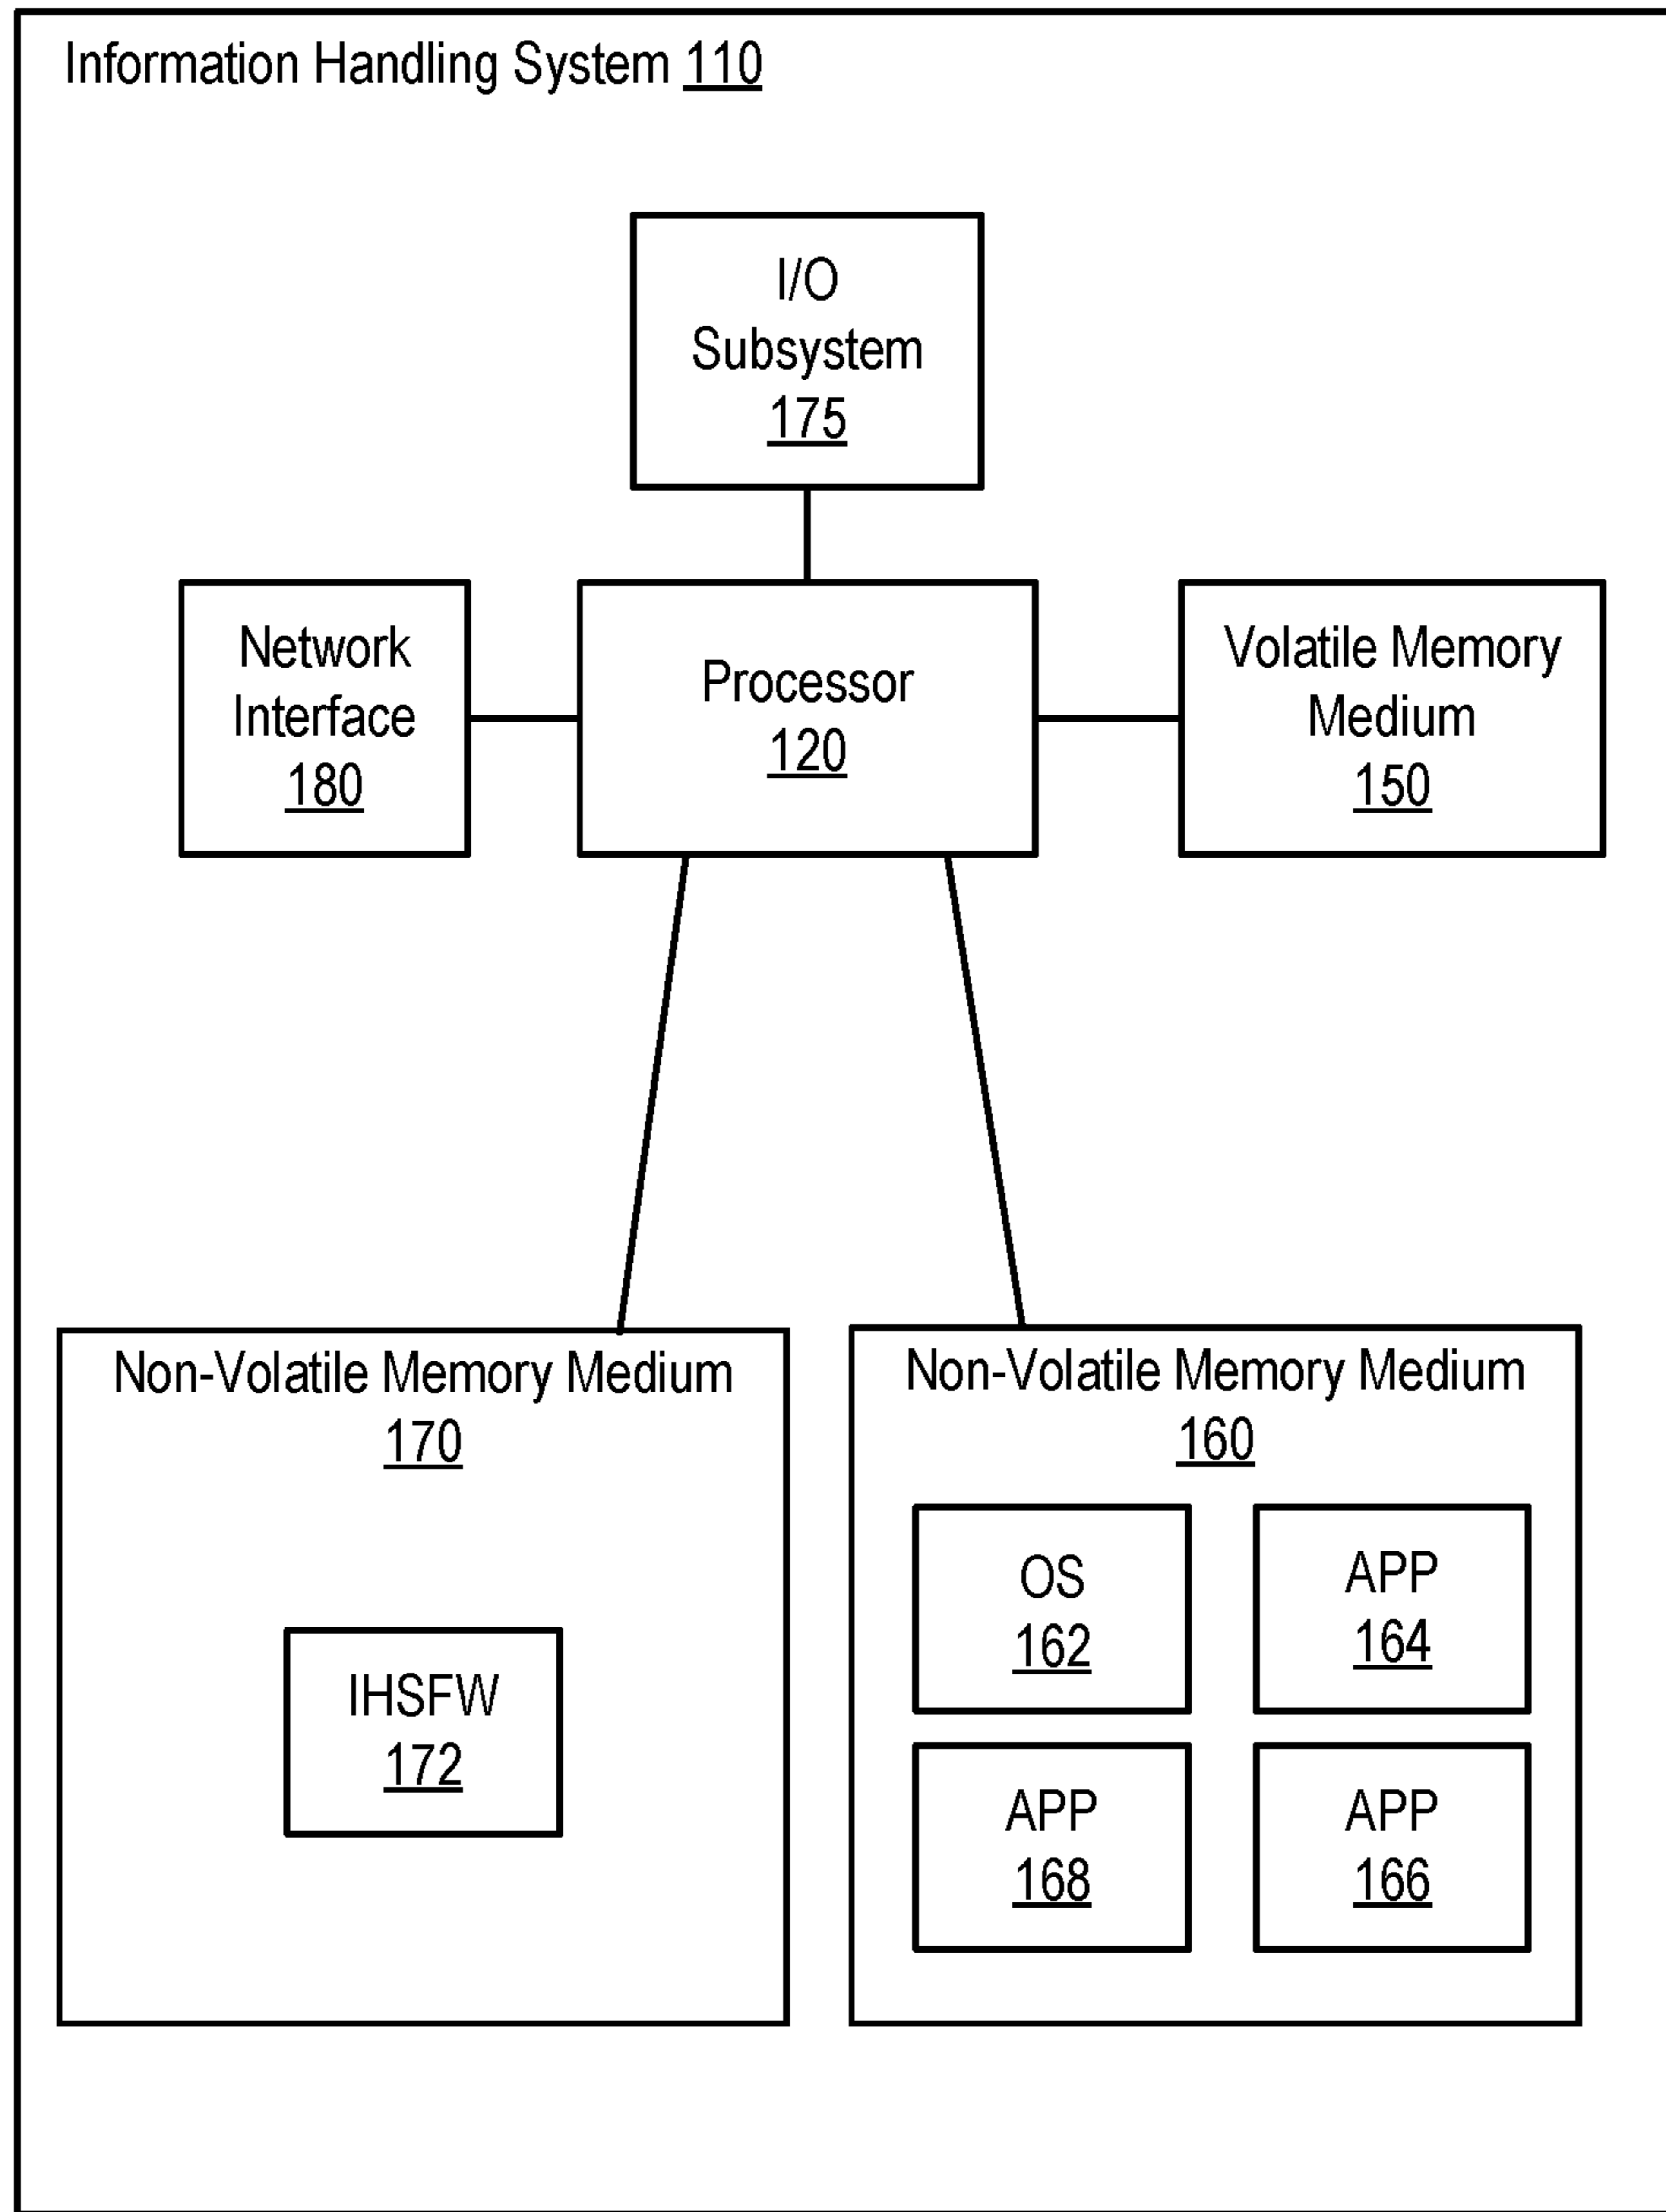 Information Handling System 110
I/O
Subsystem
175
Network
Interface
180
Processor
120
Volatile Memory
Medium
150
Non-Volatile Memory Medium
170
IHSFW
172
Non-Volatile Memory Medium
160
OS
162
APP
164
APP
168
APP
166